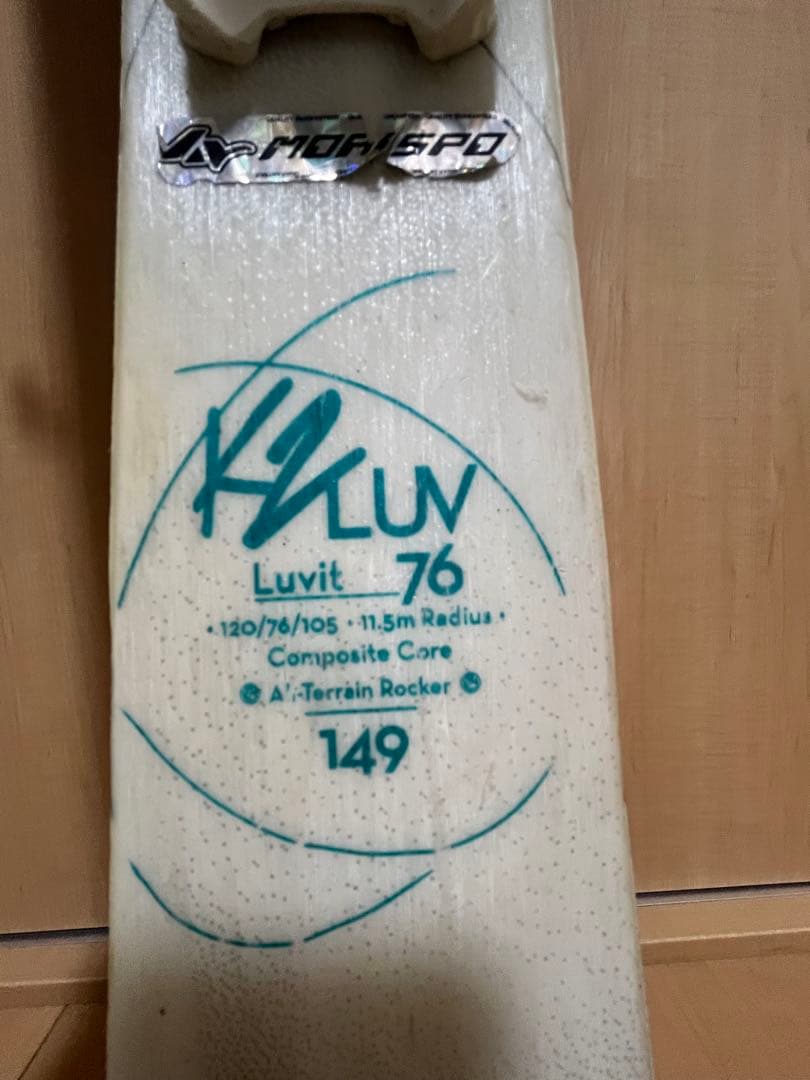 MORISPO
K2 LUV
Luvit 76
• 120/76/105 • 11.5m Radius •
Composite Core
All-Terrain Rocker
149